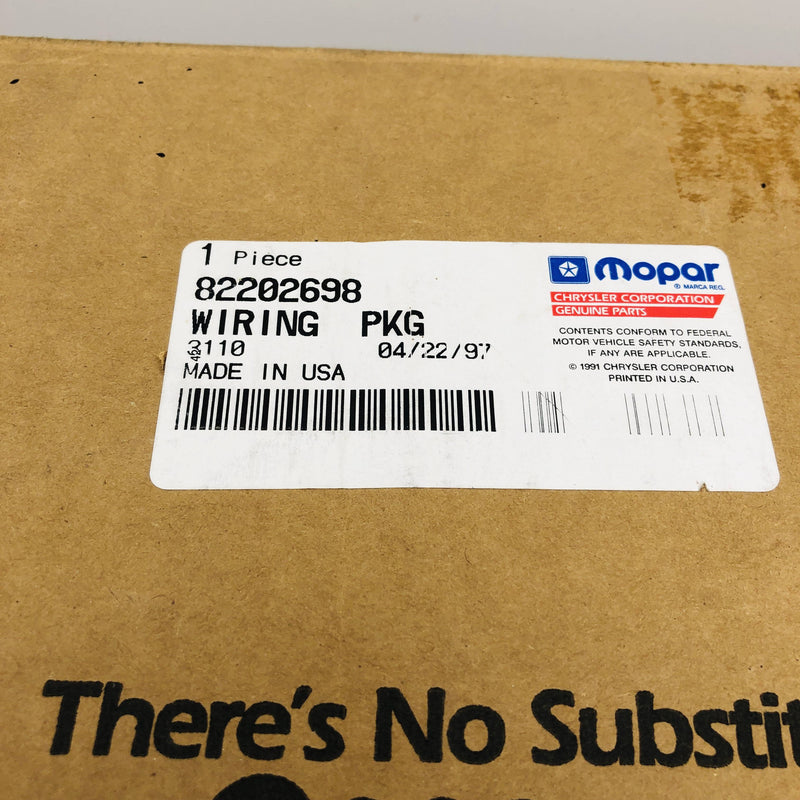 1 Piece
82202698
WIRING PKG
3110 04/22/97
MADE IN USA
mopar
® MARCA REG.
CHRYSLER CORPORATION
GENUINE PARTS
CONTENTS CONFORM TO FEDERAL
MOTOR VEHICLE SAFETY STANDARDS,
IF ANY ARE APPLICABLE.
© 1991 CHRYSLER CORPORATION
PRINTED IN U.S.A.
There's No Substit